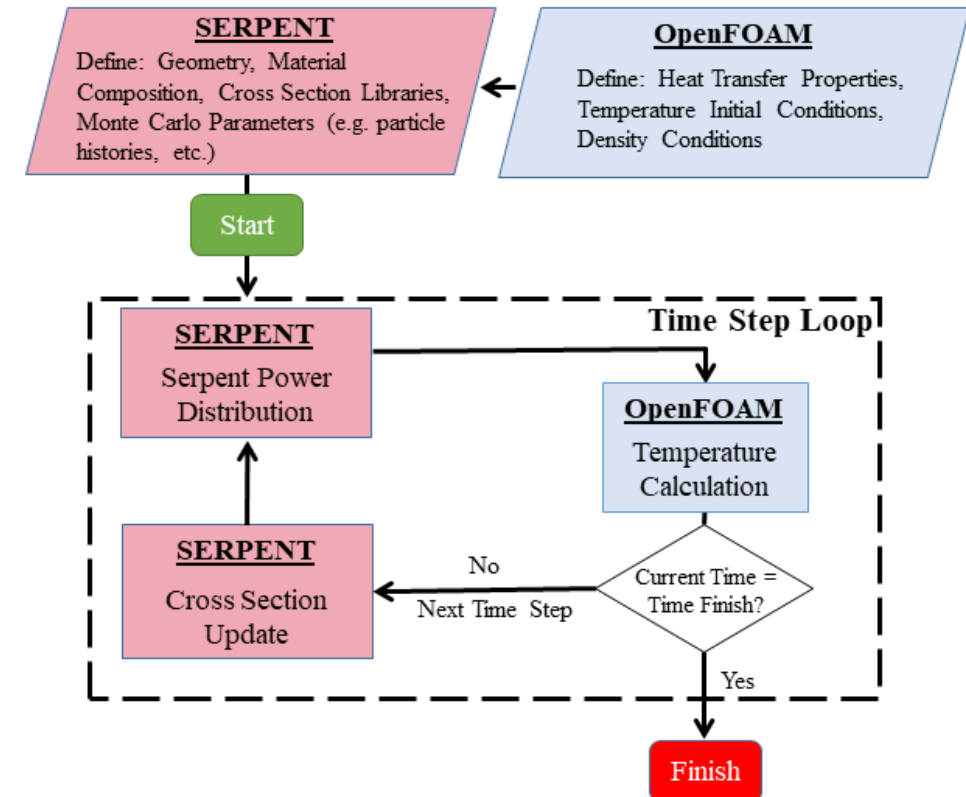 SERPENT
Define: Geometry, Material
Composition, Cross Section Libraries,
Monte Carlo Parameters (e.g. particle
histories, etc.)
OpenFOAM
Define: Heat Transfer Properties,
Temperature Initial Conditions,
Density Conditions
Start
Time Step Loop
SERPENT
Serpent Power
Distribution
OpenFOAM
Temperature
Calculation
SERPENT
Cross Section
Update
No
Next Time Step
Current Time =
Time Finish?
Yes
Finish